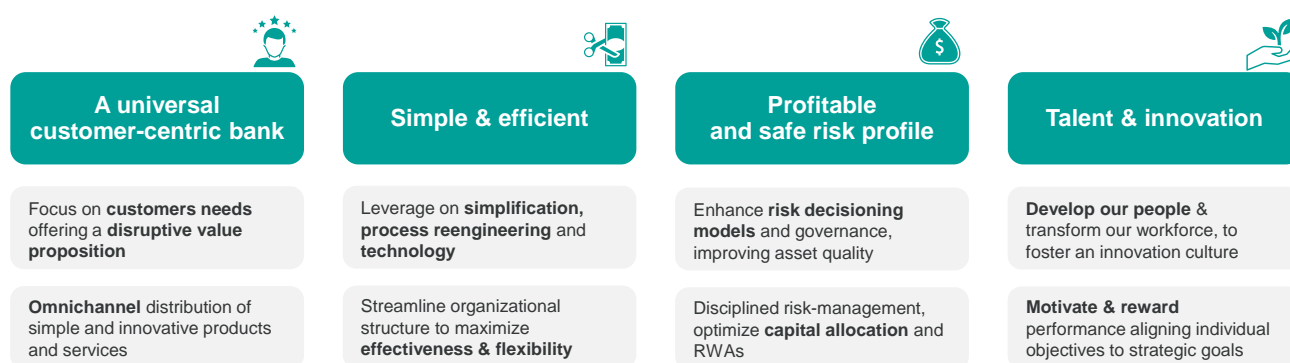 A universal
customer-centric bank
Focus on customers needs
offering a disruptive value
proposition
Omnichannel distribution of
simple and innovative products
and services
Simple & efficient
Leverage on simplification,
process reengineering and
technology
Streamline organizational
structure to maximize
effectiveness & flexibility
$
Profitable
and safe risk profile
Enhance risk decisioning
models and governance,
improving asset quality
Disciplined risk-management,
optimize capital allocation and
RWAs
Talent & innovation
Develop our people &
transform our workforce, to
foster an innovation culture
Motivate & reward
performance aligning individual
objectives to strategic goals